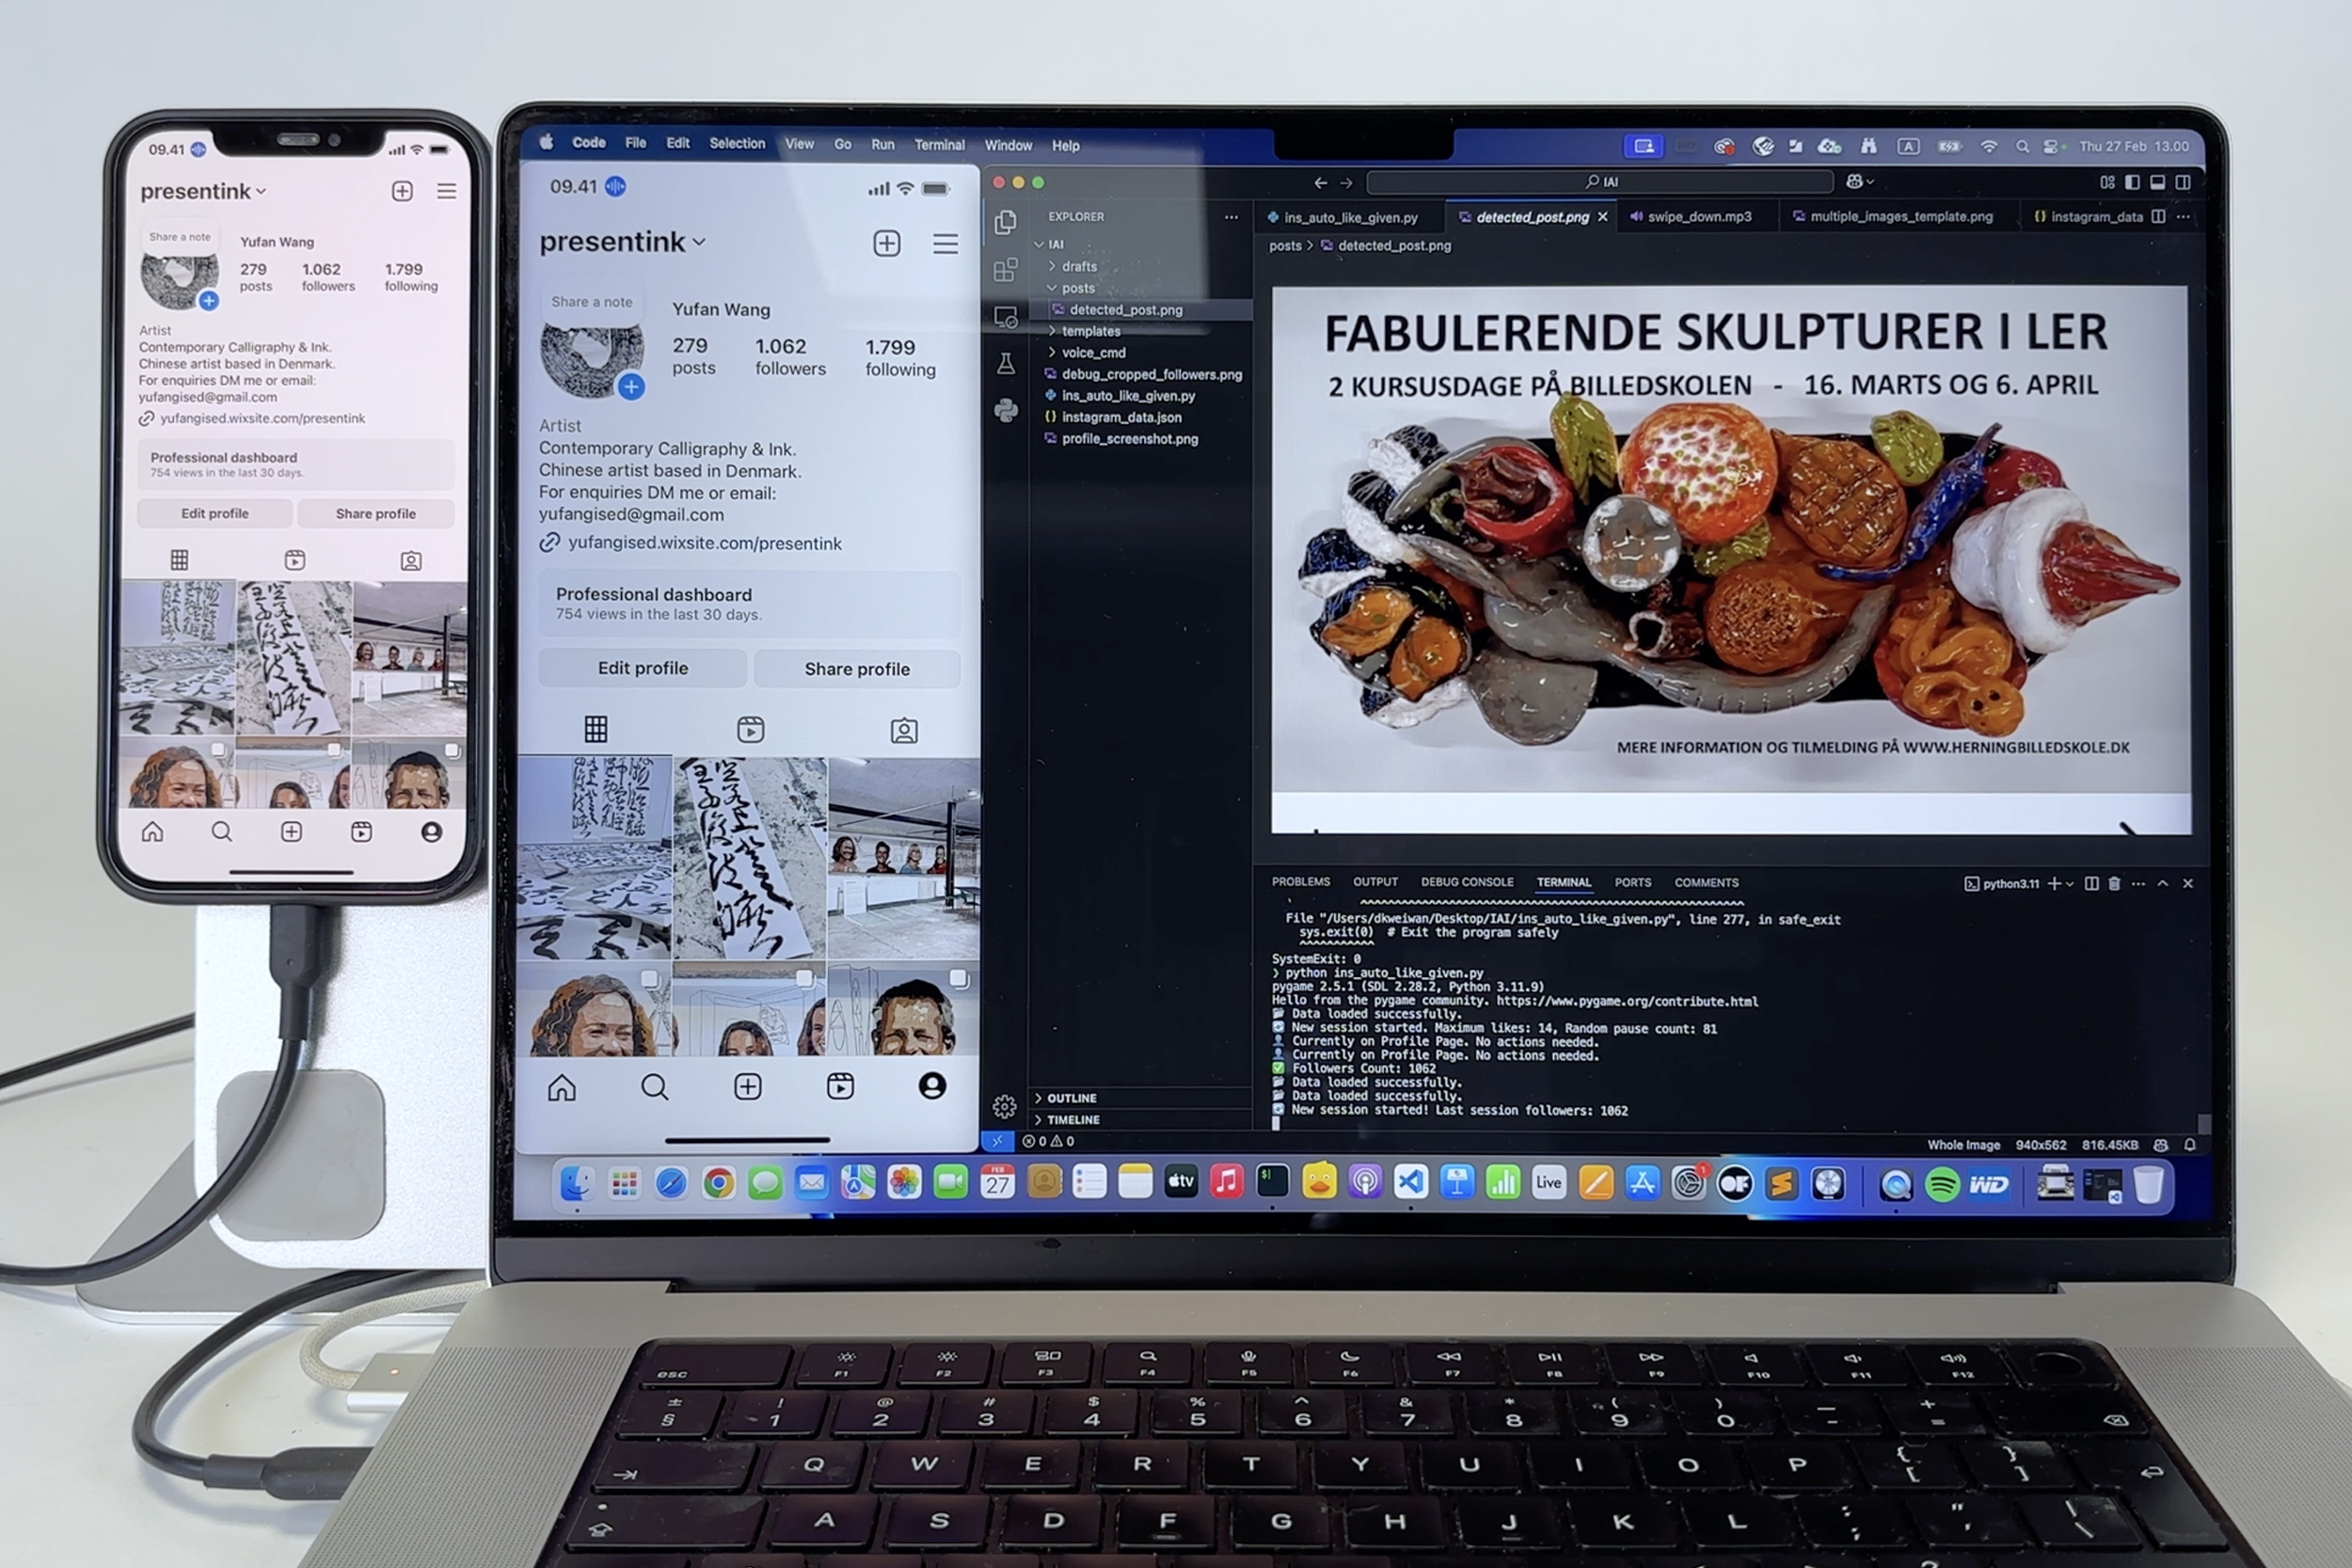 09.41
presentink
Share a note
Yufan Wang
279 1.062 1.799
posts followers following
Artist
Contemporary Calligraphy & Ink.
Chinese artist based in Denmark.
For enquiries DM me or email:
yufangised@gmail.com
yufangised.wixsite.com/presentink
Professional dashboard
754 views in the last 30 days.
Edit profile Share profile
Code File Edit Selection View Go Run Terminal Window Help
A
Thu 27 Feb 13.00
09.41
presentink
Share a note
Yufan Wang
279 1.062 1.799
posts followers following
Artist
Contemporary Calligraphy & Ink.
Chinese artist based in Denmark.
For enquiries DM me or email:
yufangised@gmail.com
yufangised.wixsite.com/presentink
Professional dashboard
754 views in the last 30 days.
Edit profile Share profile
IAI
EXPLORER
IAI
drafts
posts
detected_post.png
templates
voice_cmd
debug_cropped_followers.png
ins_auto_like_given.py
instagram_data.json
profile_screenshot.png
OUTLINE
TIMELINE
ins_auto_like_given.py detected_post.png swipe_down.mp3 multiple_images_template.png instagram_data
posts > detected_post.png
FABULERENDE SKULPTURER I LER
2 KURSUSDAGE PÅ BILLEDSKOLEN - 16. MARTS OG 6. APRIL
MERE INFORMATION OG TILMELDING PÅ WWW.HERNINGBILLEDSKOLE.DK
PROBLEMS OUTPUT DEBUG CONSOLE TERMINAL PORTS COMMENTS
python3.11
File "/Users/dkweiwan/Desktop/IAI/ins_auto_like_given.py", line 277, in safe_exit
sys.exit(0) # Exit the program safely
^^^^^^^^^^^
SystemExit: 0
❯ python ins_auto_like_given.py
pygame 2.5.1 (SDL 2.28.2, Python 3.11.9)
Hello from the pygame community. https://www.pygame.org/contribute.html
Data loaded successfully.
New session started. Maximum likes: 14, Random pause count: 81
Currently on Profile Page. No actions needed.
Currently on Profile Page. No actions needed.
Followers Count: 1062
Data loaded successfully.
Data loaded successfully.
New session started! Last session followers: 1062
0 0
Whole Image 940x562 816.45KB
FEB
27
tv
$
Live
1
OF
S
WD
esc F1 F2 F3 F4 F5 F6 F7 F8 F9 F10 F11 F12
± ! @ # $ % ^ & * ( ) _ +
§ 1 2 3 4 5 6 7 8 9 0 - =
Q W E R T Y U I O P { [ } ]
A S D F G H J K L : ; " , | \